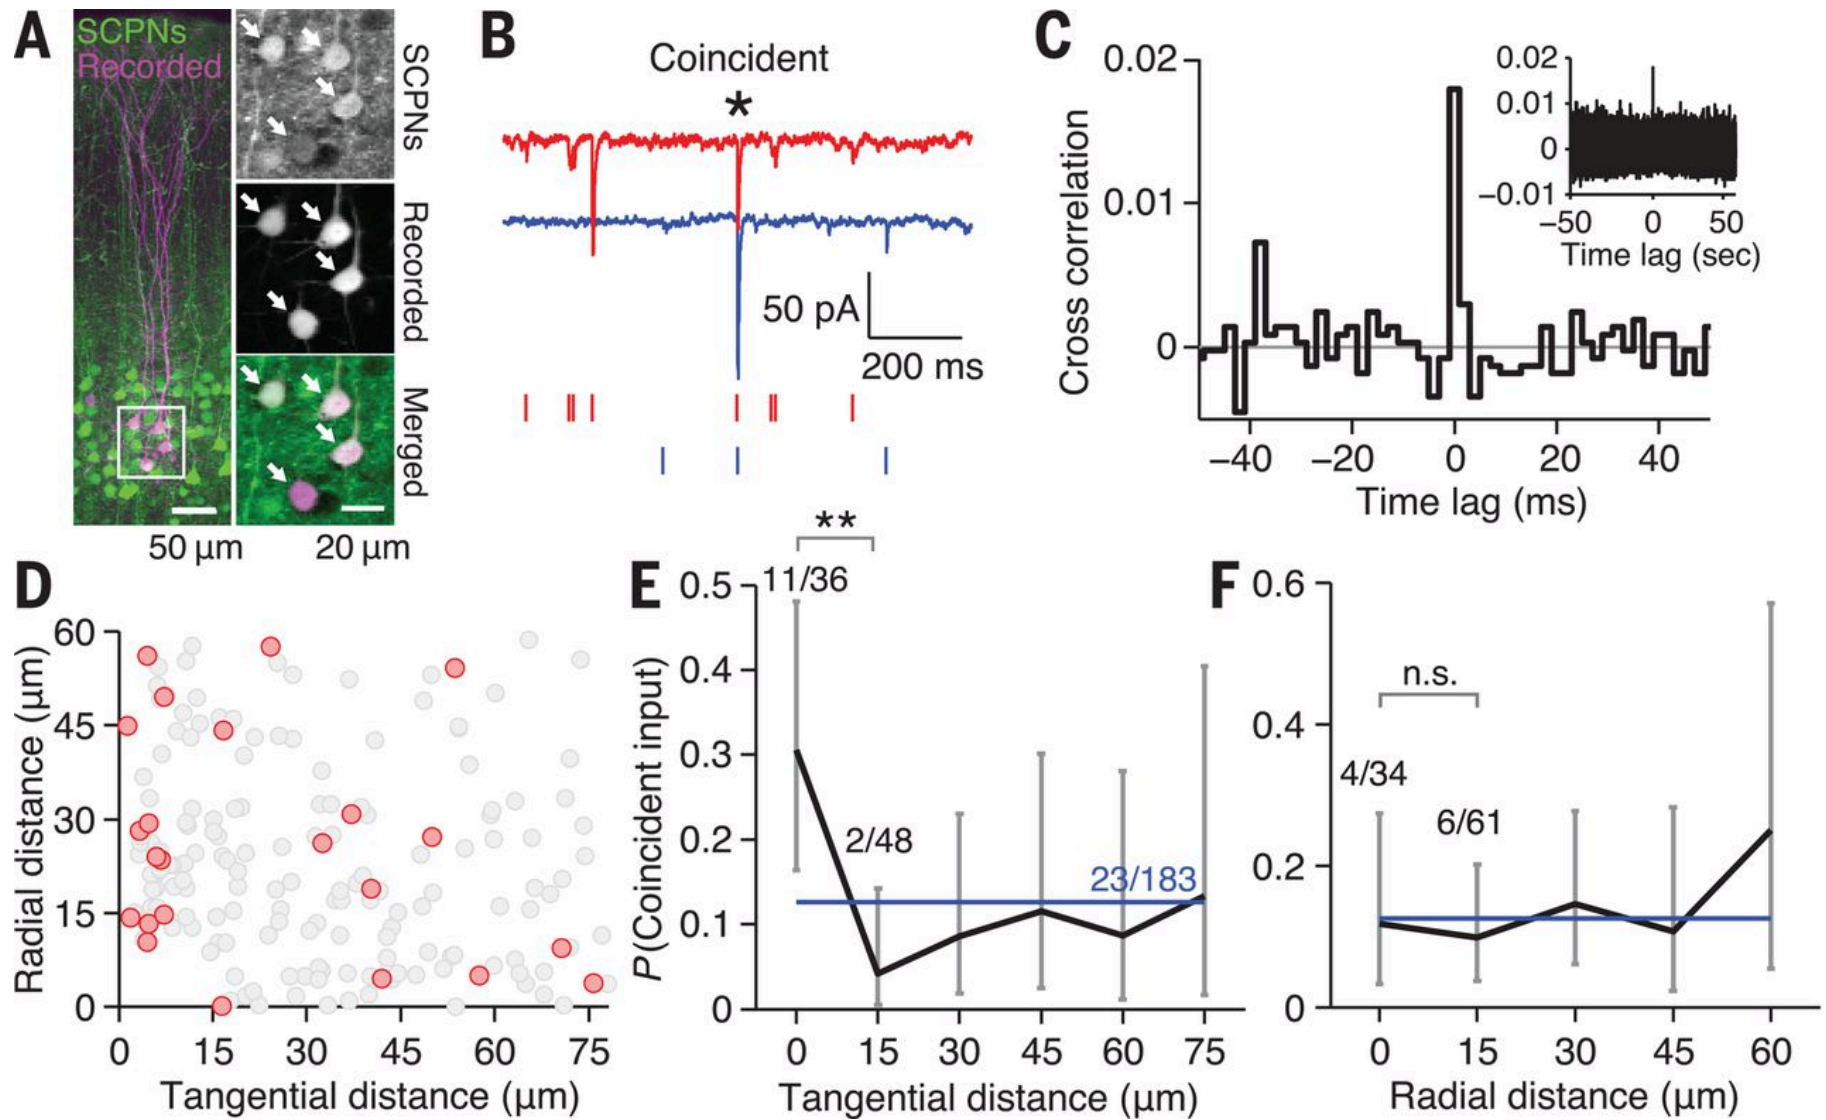 A
SCPNs
Recorded
SCPNs
Recorded
Merged
50 µm
20 µm
B
Coincident
*
50 pA
200 ms
C
Cross correlation
0.02
0.01
0
−40
−20
0
20
40
Time lag (ms)
0.02
0.01
0
−0.01
−50
0
50
Time lag (sec)
D
Radial distance (µm)
60
45
30
15
0
0
15
30
45
60
75
Tangential distance (µm)
E
P(Coincident input)
**
11/36
2/48
23/183
0.5
0.4
0.3
0.2
0.1
0
0
15
30
45
60
75
Tangential distance (µm)
F
n.s.
4/34
6/61
0.6
0.4
0.2
0
0
15
30
45
60
Radial distance (µm)